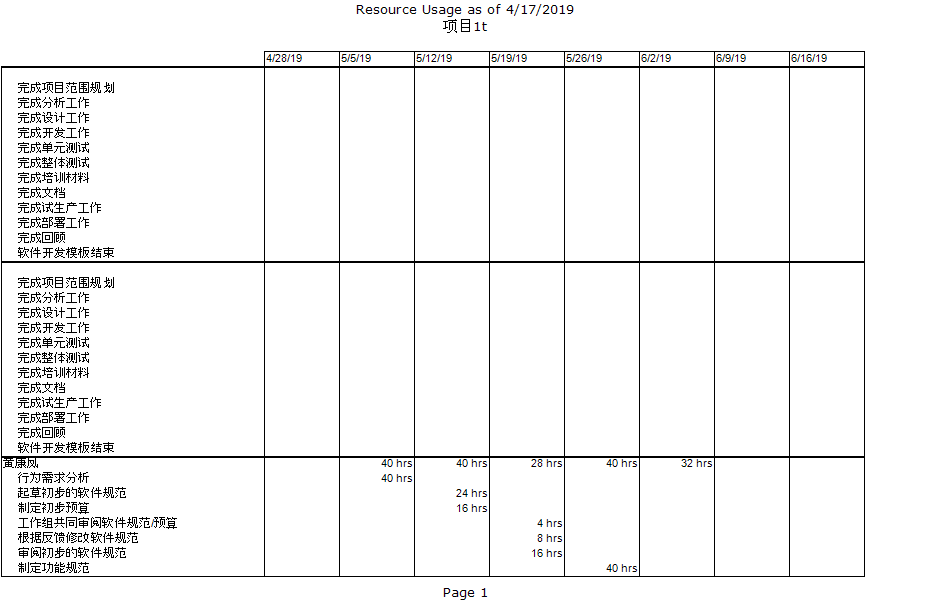 Resource Usage as of 4/17/2019
项目1t
4/28/19 5/5/19 5/12/19 5/19/19 5/26/19 6/2/19 6/9/19 6/16/19
完成项目范围规划
完成分析工作
完成设计工作
完成开发工作
完成单元测试
完成整体测试
完成培训材料
完成文档
完成试生产工作
完成部署工作
完成回顾
软件开发模板结束
完成项目范围规划
完成分析工作
完成设计工作
完成开发工作
完成单元测试
完成整体测试
完成培训材料
完成文档
完成试生产工作
完成部署工作
完成回顾
软件开发模板结束
黄康凤 40 hrs 40 hrs 28 hrs 40 hrs 32 hrs
行为需求分析 40 hrs
起草初步的软件规范 24 hrs
制定初步预算 16 hrs
工作组共同审阅软件规范/预算 4 hrs
根据反馈修改软件规范 8 hrs
审阅初步的软件规范 16 hrs
制定功能规范 40 hrs
Page 1